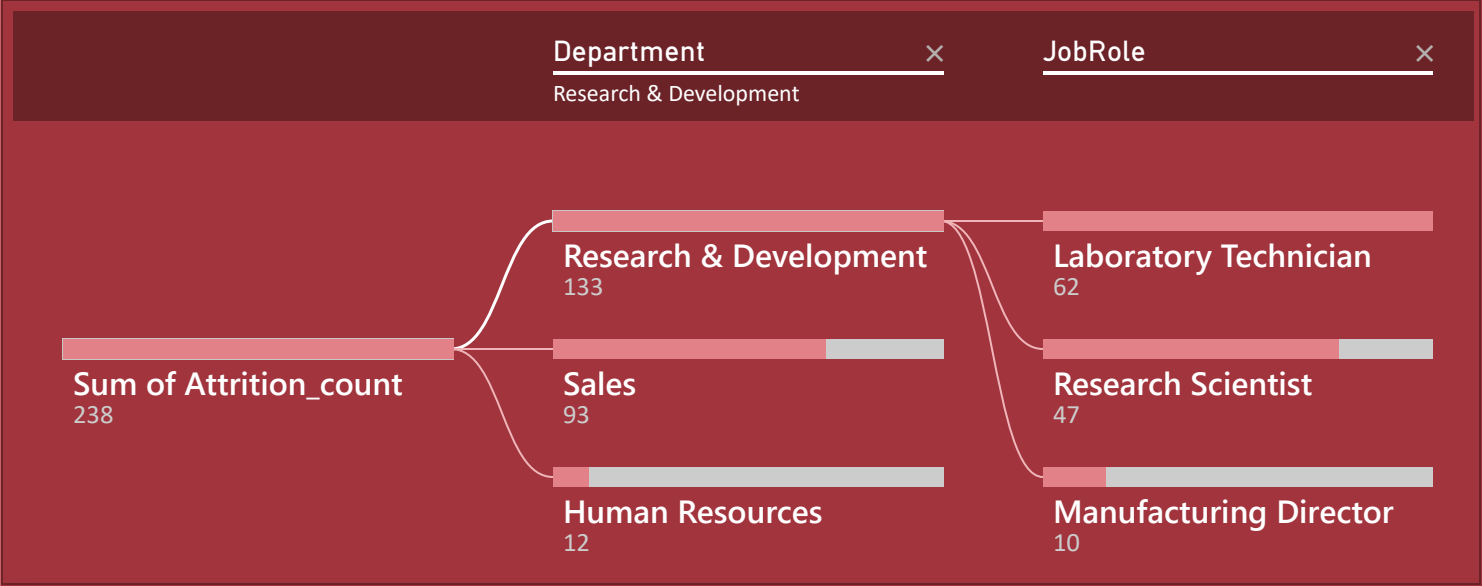 Department
JobRole
Research & Development
Sum of Attrition_count
238
Research & Development
133
Sales
93
Human Resources
12
Laboratory Technician
62
Research Scientist
47
Manufacturing Director
10